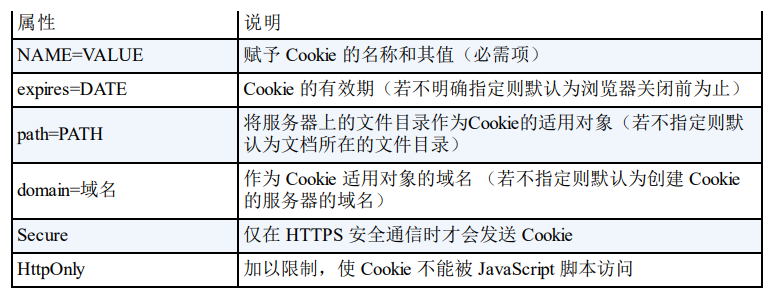 属性 说明
NAME=VALUE 赋予 Cookie 的名称和其值（必需项）
expires=DATE Cookie 的有效期（若不明确指定则默认为浏览器关闭前为止）
path=PATH 将服务器上的文件目录作为Cookie的适用对象（若不指定则默
认为文档所在的文件目录）
domain=域名 作为 Cookie 适用对象的域名 （若不指定则默认为创建 Cookie
的服务器的域名）
Secure 仅在 HTTPS 安全通信时才会发送 Cookie
HttpOnly 加以限制，使 Cookie 不能被 JavaScript 脚本访问